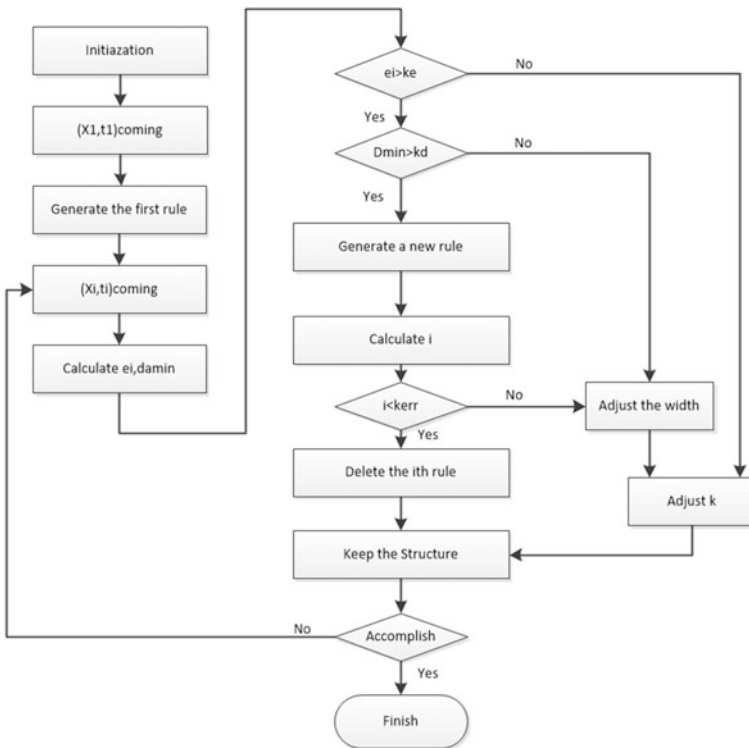 Initiazation
(X1,t1)coming
Generate the first rule
(Xi,ti)coming
Calculate ei,damin
ei>ke
No
Yes
Dmin>kd
No
Yes
Generate a new rule
Calculate i
i<kerr
No
Yes
Adjust the width
Delete the ith rule
Adjust k
Keep the Structure
Accomplish
No
Yes
Finish